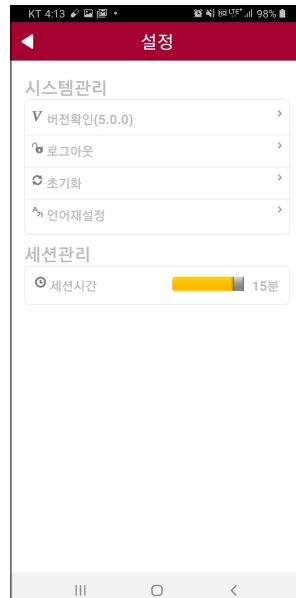 KT 4:13 98%
설정
시스템관리
V 버전확인(5.0.0)
로그아웃
초기화
언어재설정
세션관리
세션시간 15분